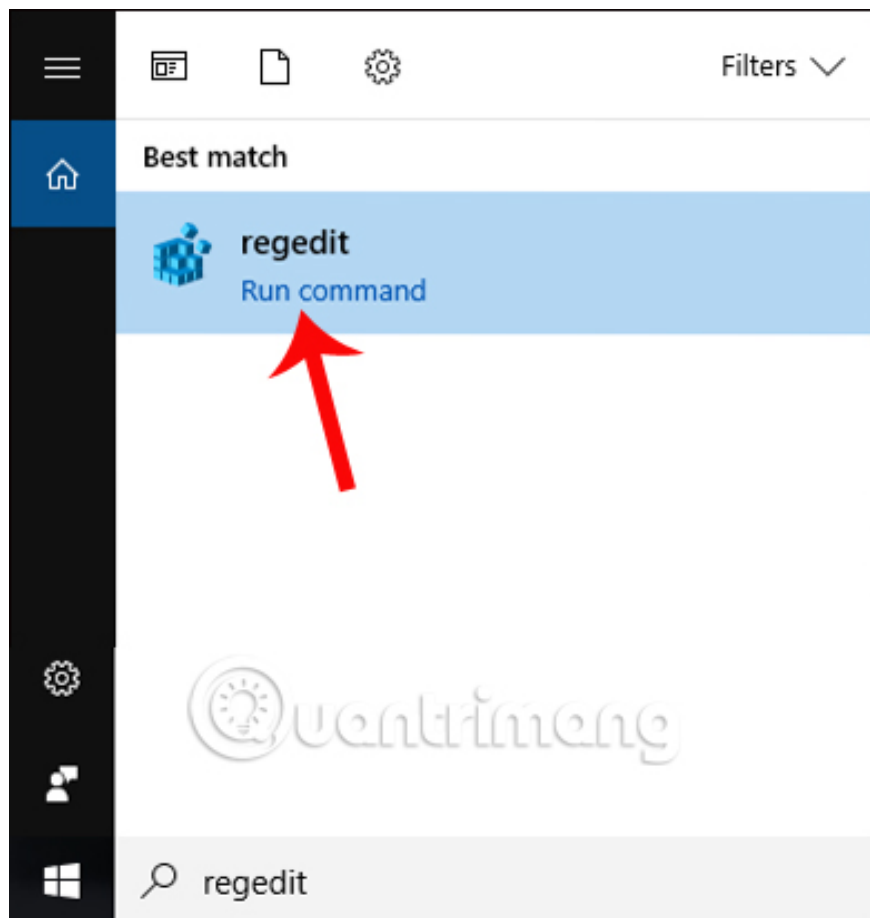 Filters
Best match
regedit
Run command
Quantrimang
regedit